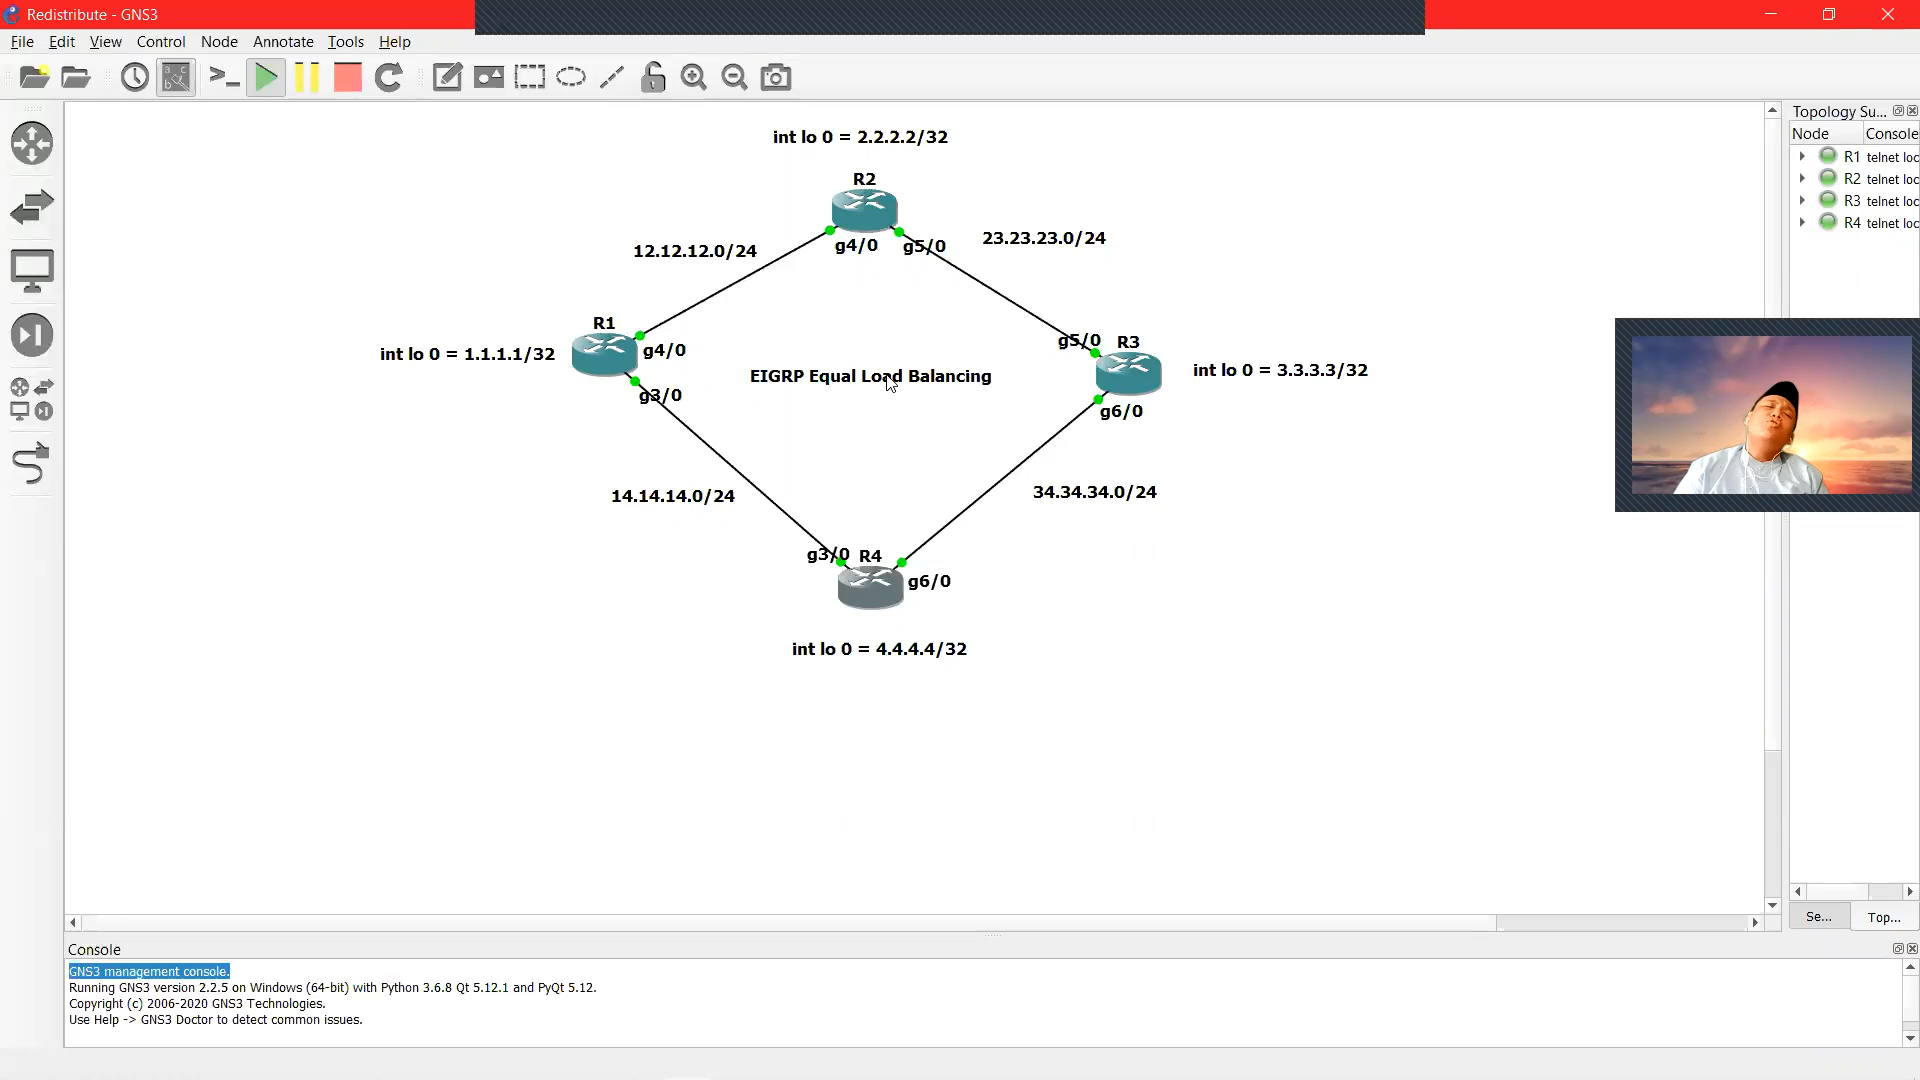 Redistribute - GNS3
File Edit View Control Node Annotate Tools Help
Topology Su...
Node Console
R1 telnet loc
R2 telnet loc
R3 telnet loc
R4 telnet loc
int lo 0 = 2.2.2.2/32
R2
12.12.12.0/24
g4/0
g5/0
23.23.23.0/24
R1
int lo 0 = 1.1.1.1/32
g4/0
g3/0
g5/0
R3
int lo 0 = 3.3.3.3/32
g6/0
EIGRP Equal Load Balancing
14.14.14.0/24
34.34.34.0/24
g3/0
R4
g6/0
int lo 0 = 4.4.4.4/32
Se...
Top...
Console
GNS3 management console.
Running GNS3 version 2.2.5 on Windows (64-bit) with Python 3.6.8 Qt 5.12.1 and PyQt 5.12.
Copyright (c) 2006-2020 GNS3 Technologies.
Use Help -> GNS3 Doctor to detect common issues.